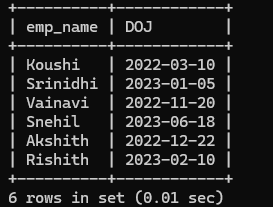 +----------+------------+
| emp_name | DOJ        |
+----------+------------+
| Koushi   | 2022-03-10 |
| Srinidhi | 2023-01-05 |
| Vainavi  | 2022-11-20 |
| Snehil   | 2023-06-18 |
| Akshith  | 2022-12-22 |
| Rishith  | 2023-02-10 |
+----------+------------+
6 rows in set (0.01 sec)